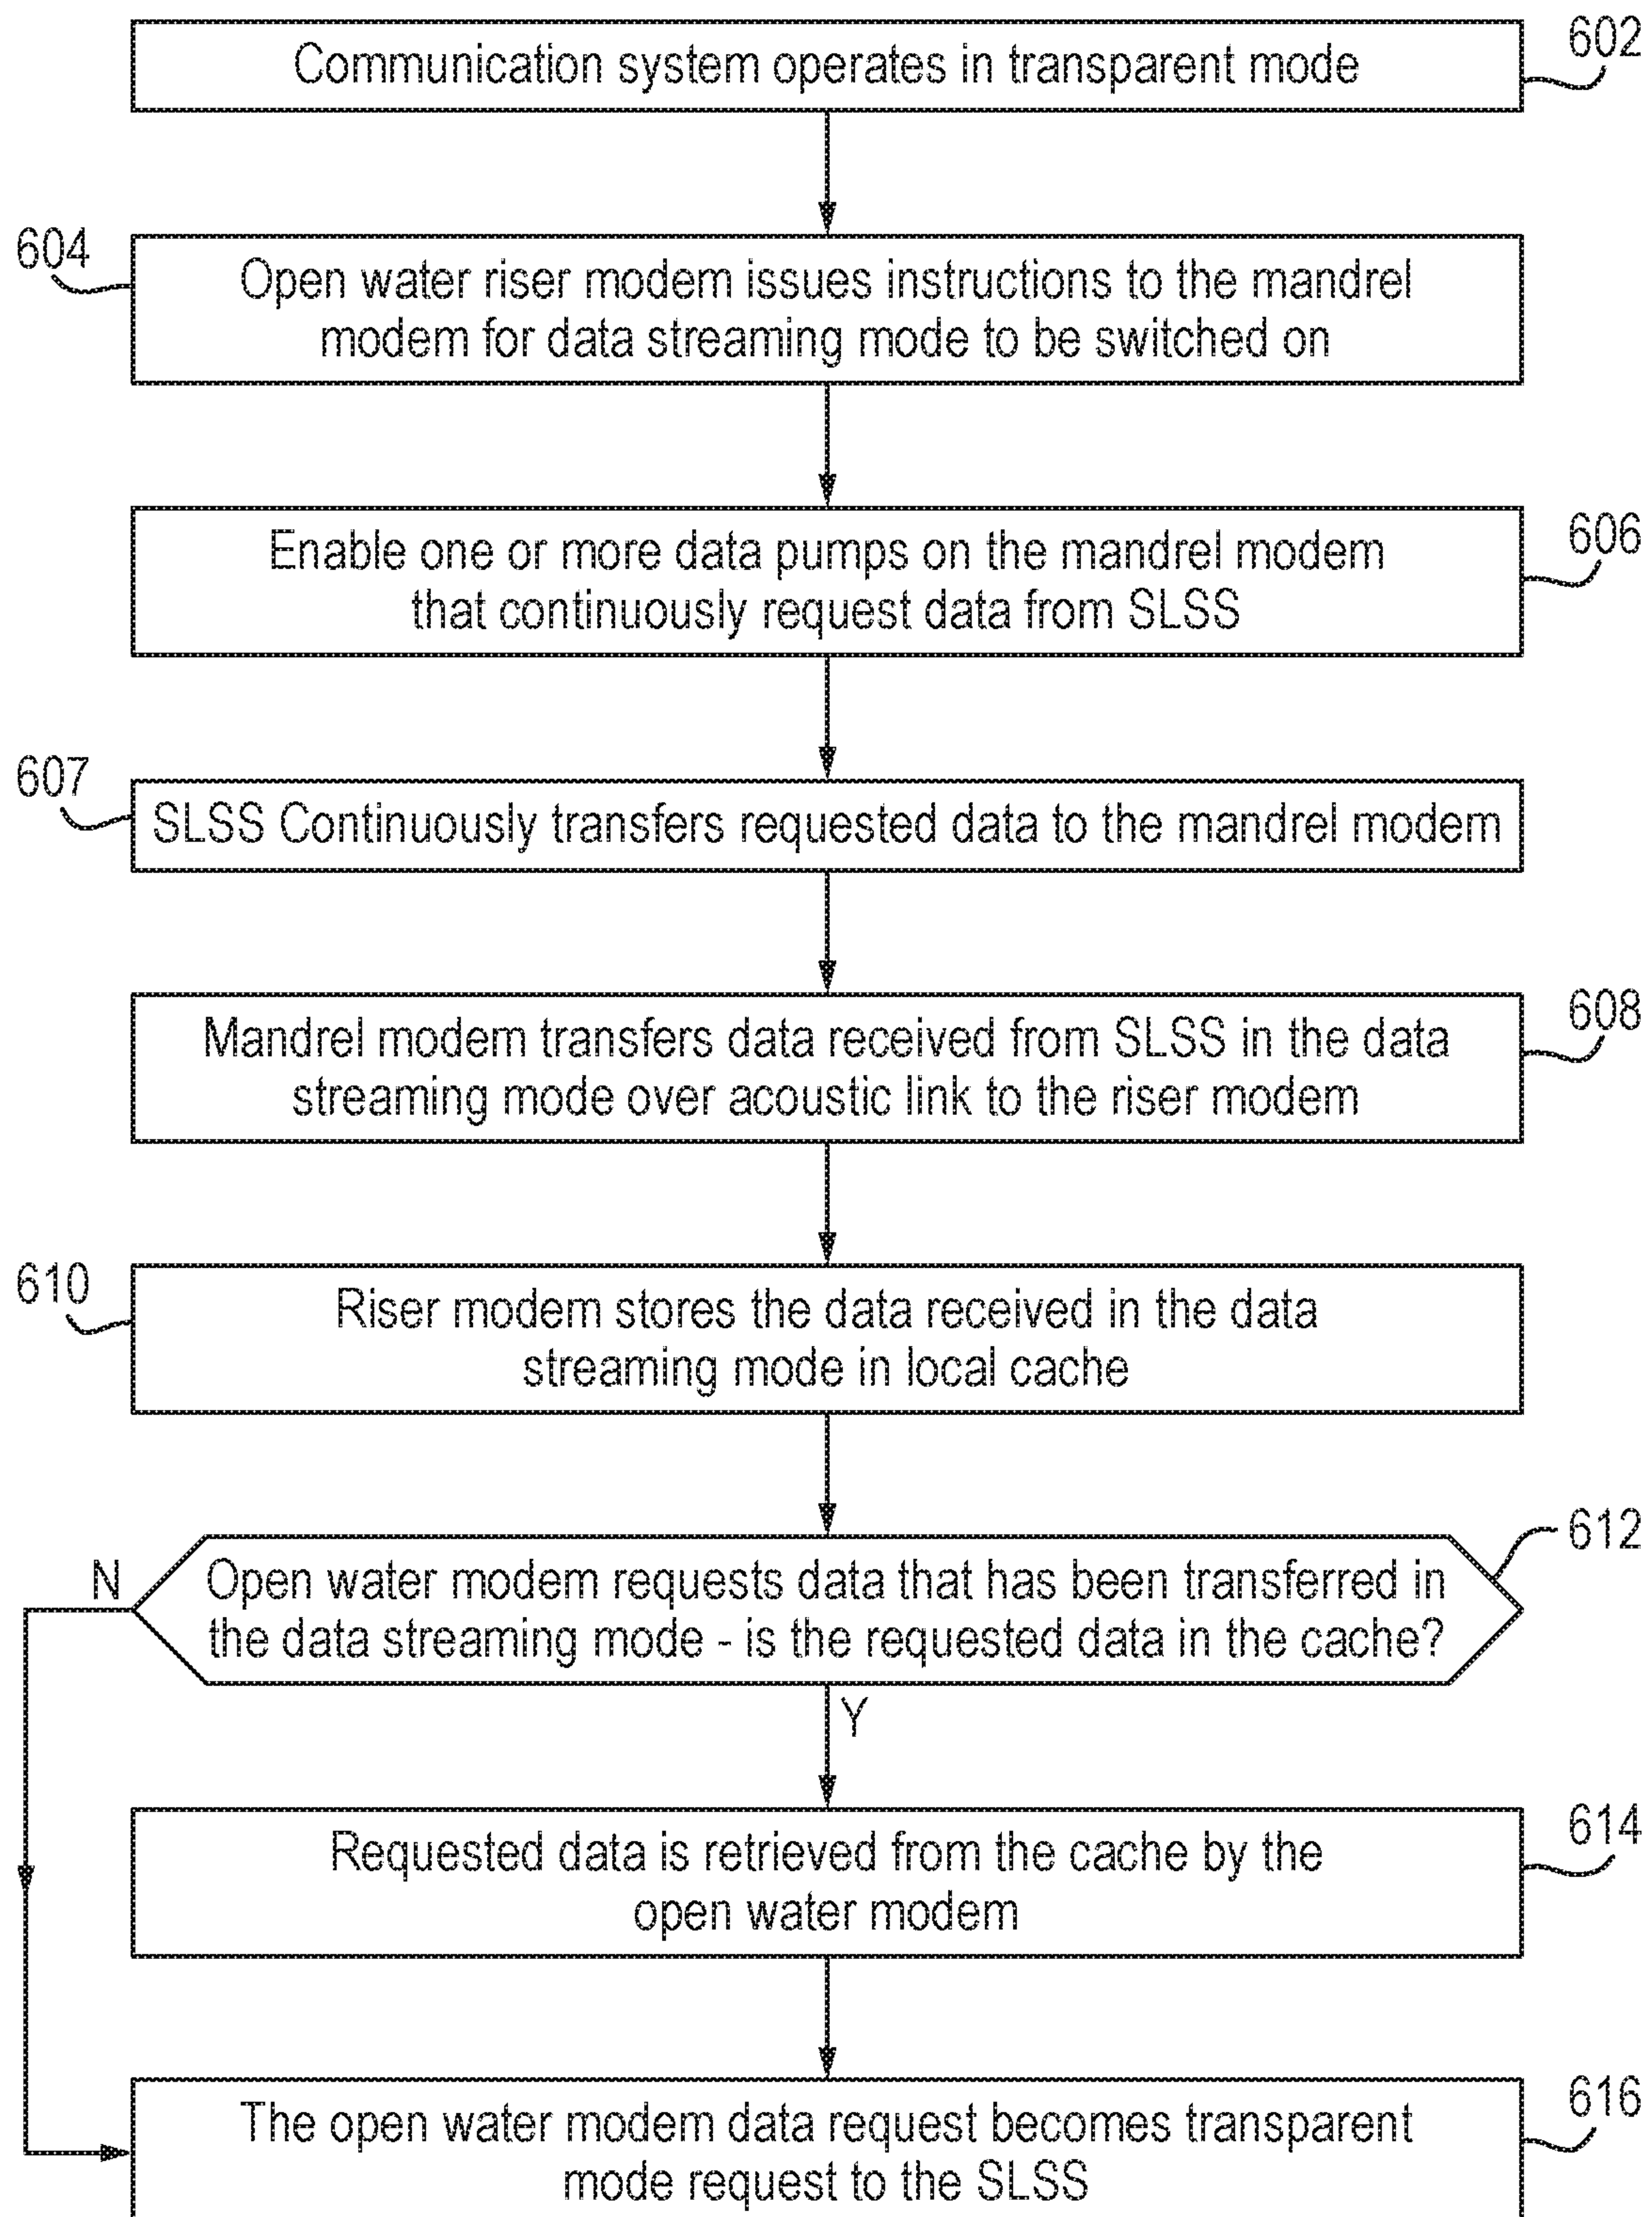 Communication system operates in transparent mode
602
604
Open water riser modem issues instructions to the mandrel
modem for data streaming mode to be switched on
Enable one or more data pumps on the mandrel modem
that continuously request data from SLSS
606
607
SLSS Continuously transfers requested data to the mandrel modem
Mandrel modem transfers data received from SLSS in the data
streaming mode over acoustic link to the riser modem
608
610
Riser modem stores the data received in the data
streaming mode in local cache
612
N
Open water modem requests data that has been transferred in
the data streaming mode - is the requested data in the cache?
Y
Requested data is retrieved from the cache by the
open water modem
614
The open water modem data request becomes transparent
mode request to the SLSS
616